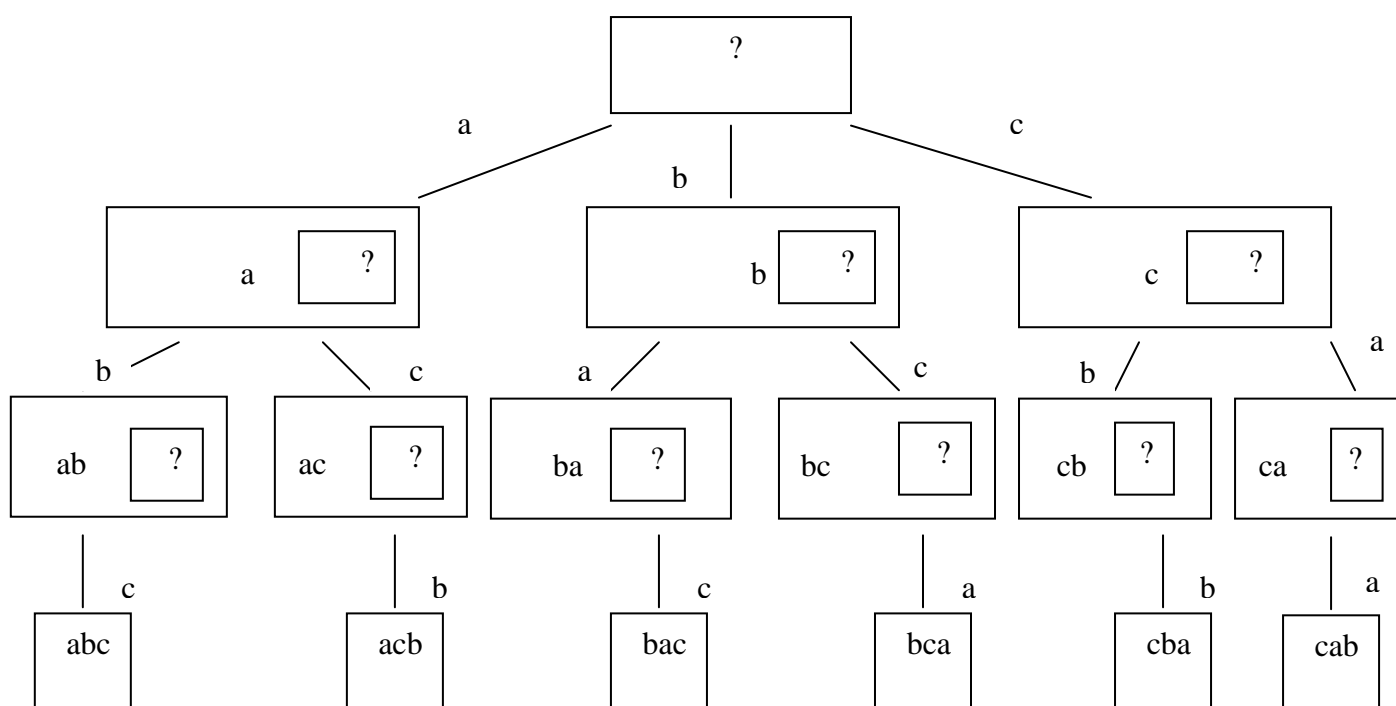 ?
a b c
a ? b ? c ?
b c a c b a
ab ? ac ? ba ? bc ? cb ? ca ?
c b c a b a
abc acb bac bca cba cab